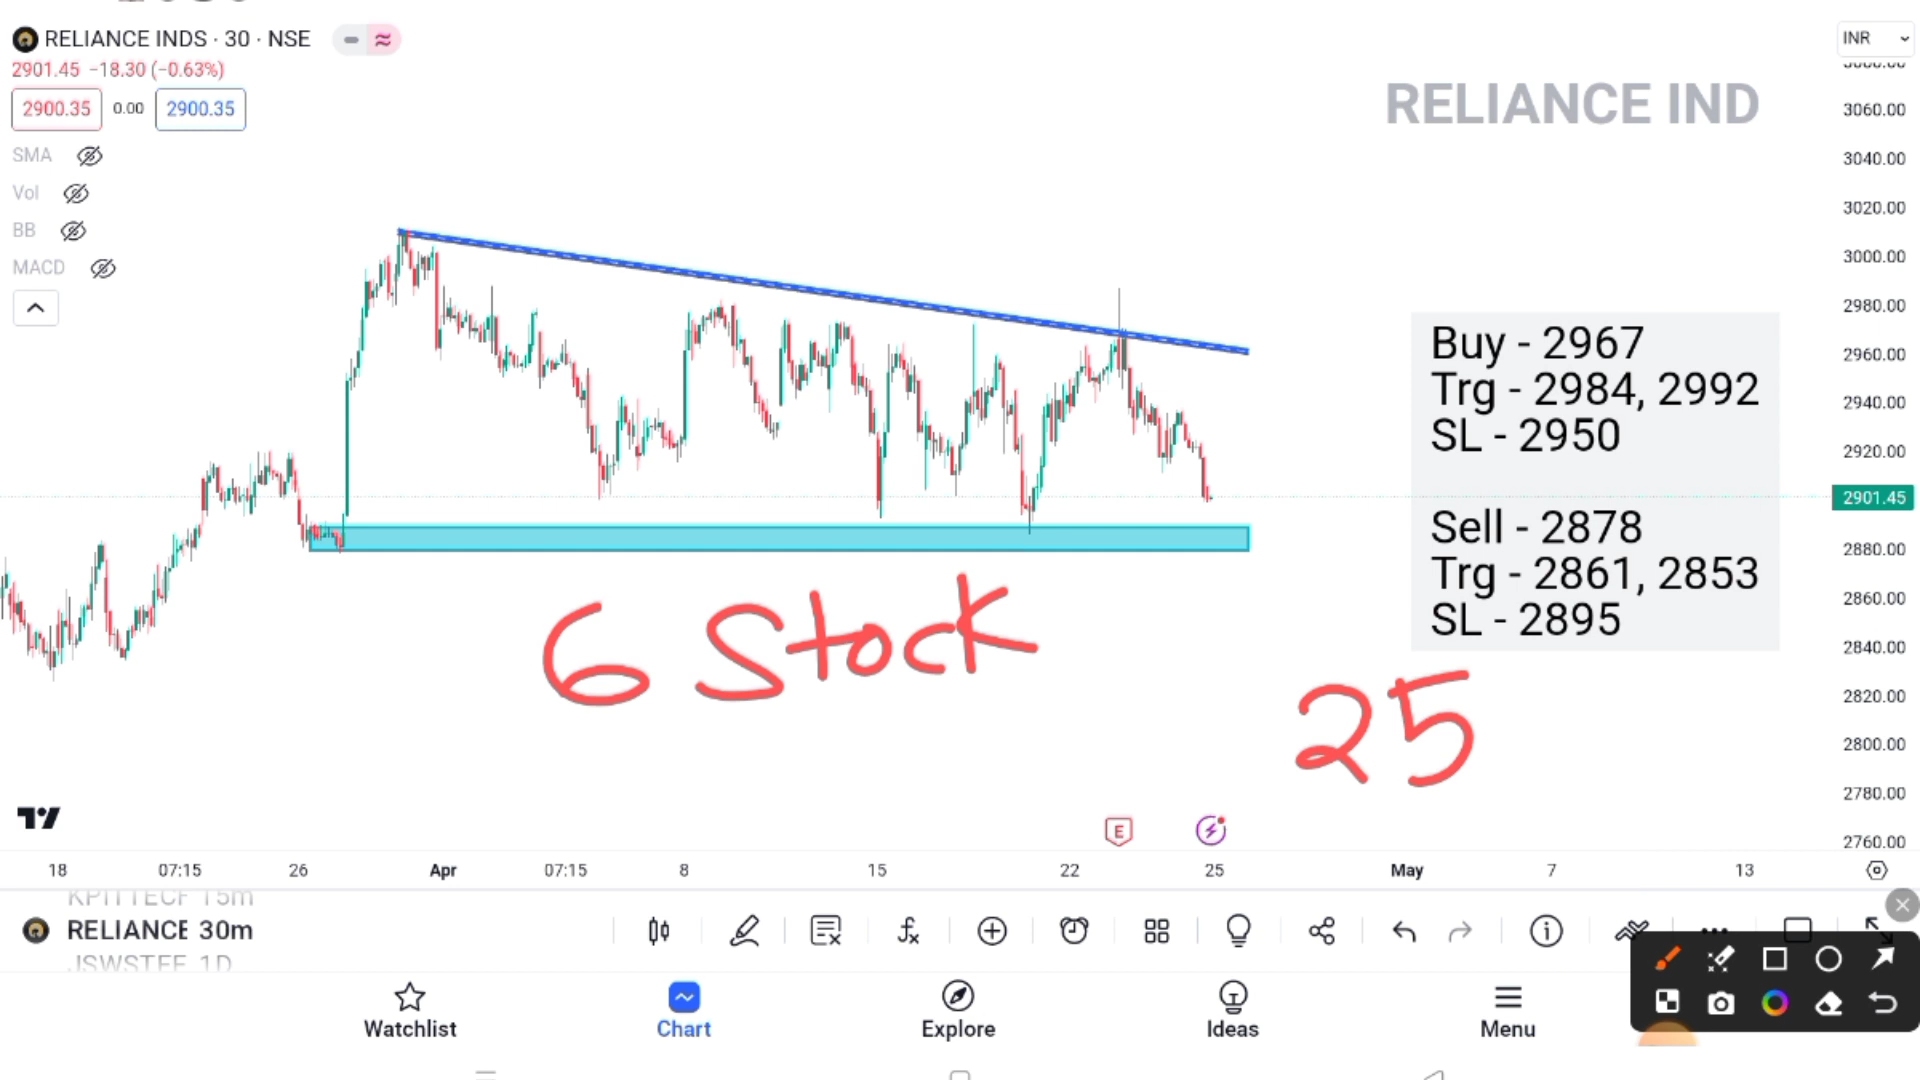 RELIANCE INDS · 30 · NSE
INR
2901.45 −18.30 (−0.63%)
2900.35 0.00 2900.35
RELIANCE IND
SMA
Vol
BB
MACD
3060.00
3040.00
3020.00
3000.00
2980.00
2960.00
2940.00
2920.00
2901.45
2880.00
2860.00
2840.00
2820.00
2800.00
2780.00
2760.00
Buy - 2967
Trg - 2984, 2992
SL - 2950
Sell - 2878
Trg - 2861, 2853
SL - 2895
6 Stock
25
E
18 07:15 26 Apr 07:15 8 15 22 25 May 7 13
RELIANCE 30m
Watchlist Chart Explore Ideas Menu